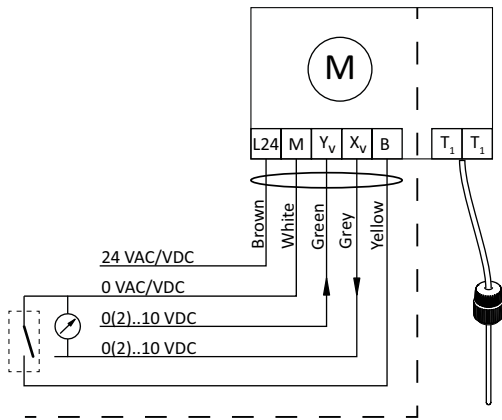 M
L24 M Yv Xv B T1 T1
Brown
White
Green
Grey
Yellow
24 VAC/VDC
0 VAC/VDC
0(2)..10 VDC
0(2)..10 VDC